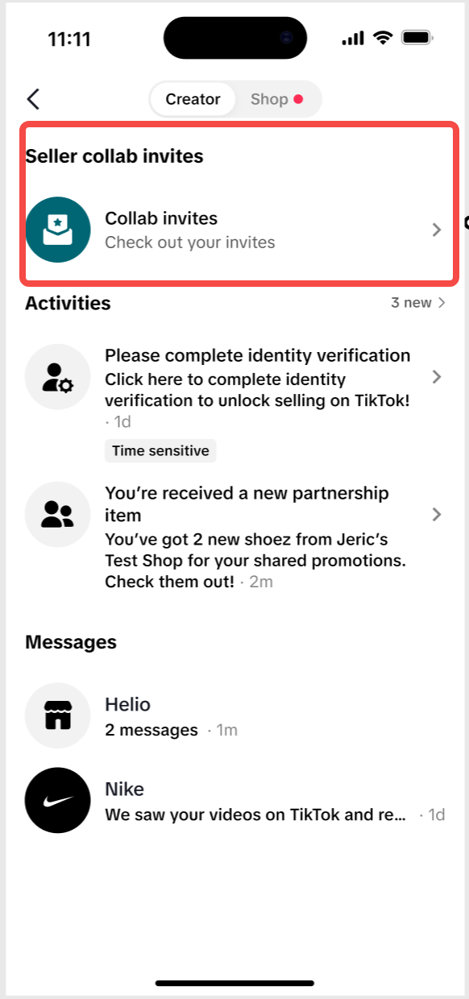 11:11
Creator
Shop
Seller collab invites
Collab invites
Check out your invites
Activities
3 new
Please complete identity verification
Click here to complete identity
verification to unlock selling on TikTok!
· 1d
Time sensitive
You’re received a new partnership
item
You’ve got 2 new shoez from Jeric’s
Test Shop for your shared promotions.
Check them out! · 2m
Messages
Helio
2 messages · 1m
Nike
We saw your videos on TikTok and re... · 1d